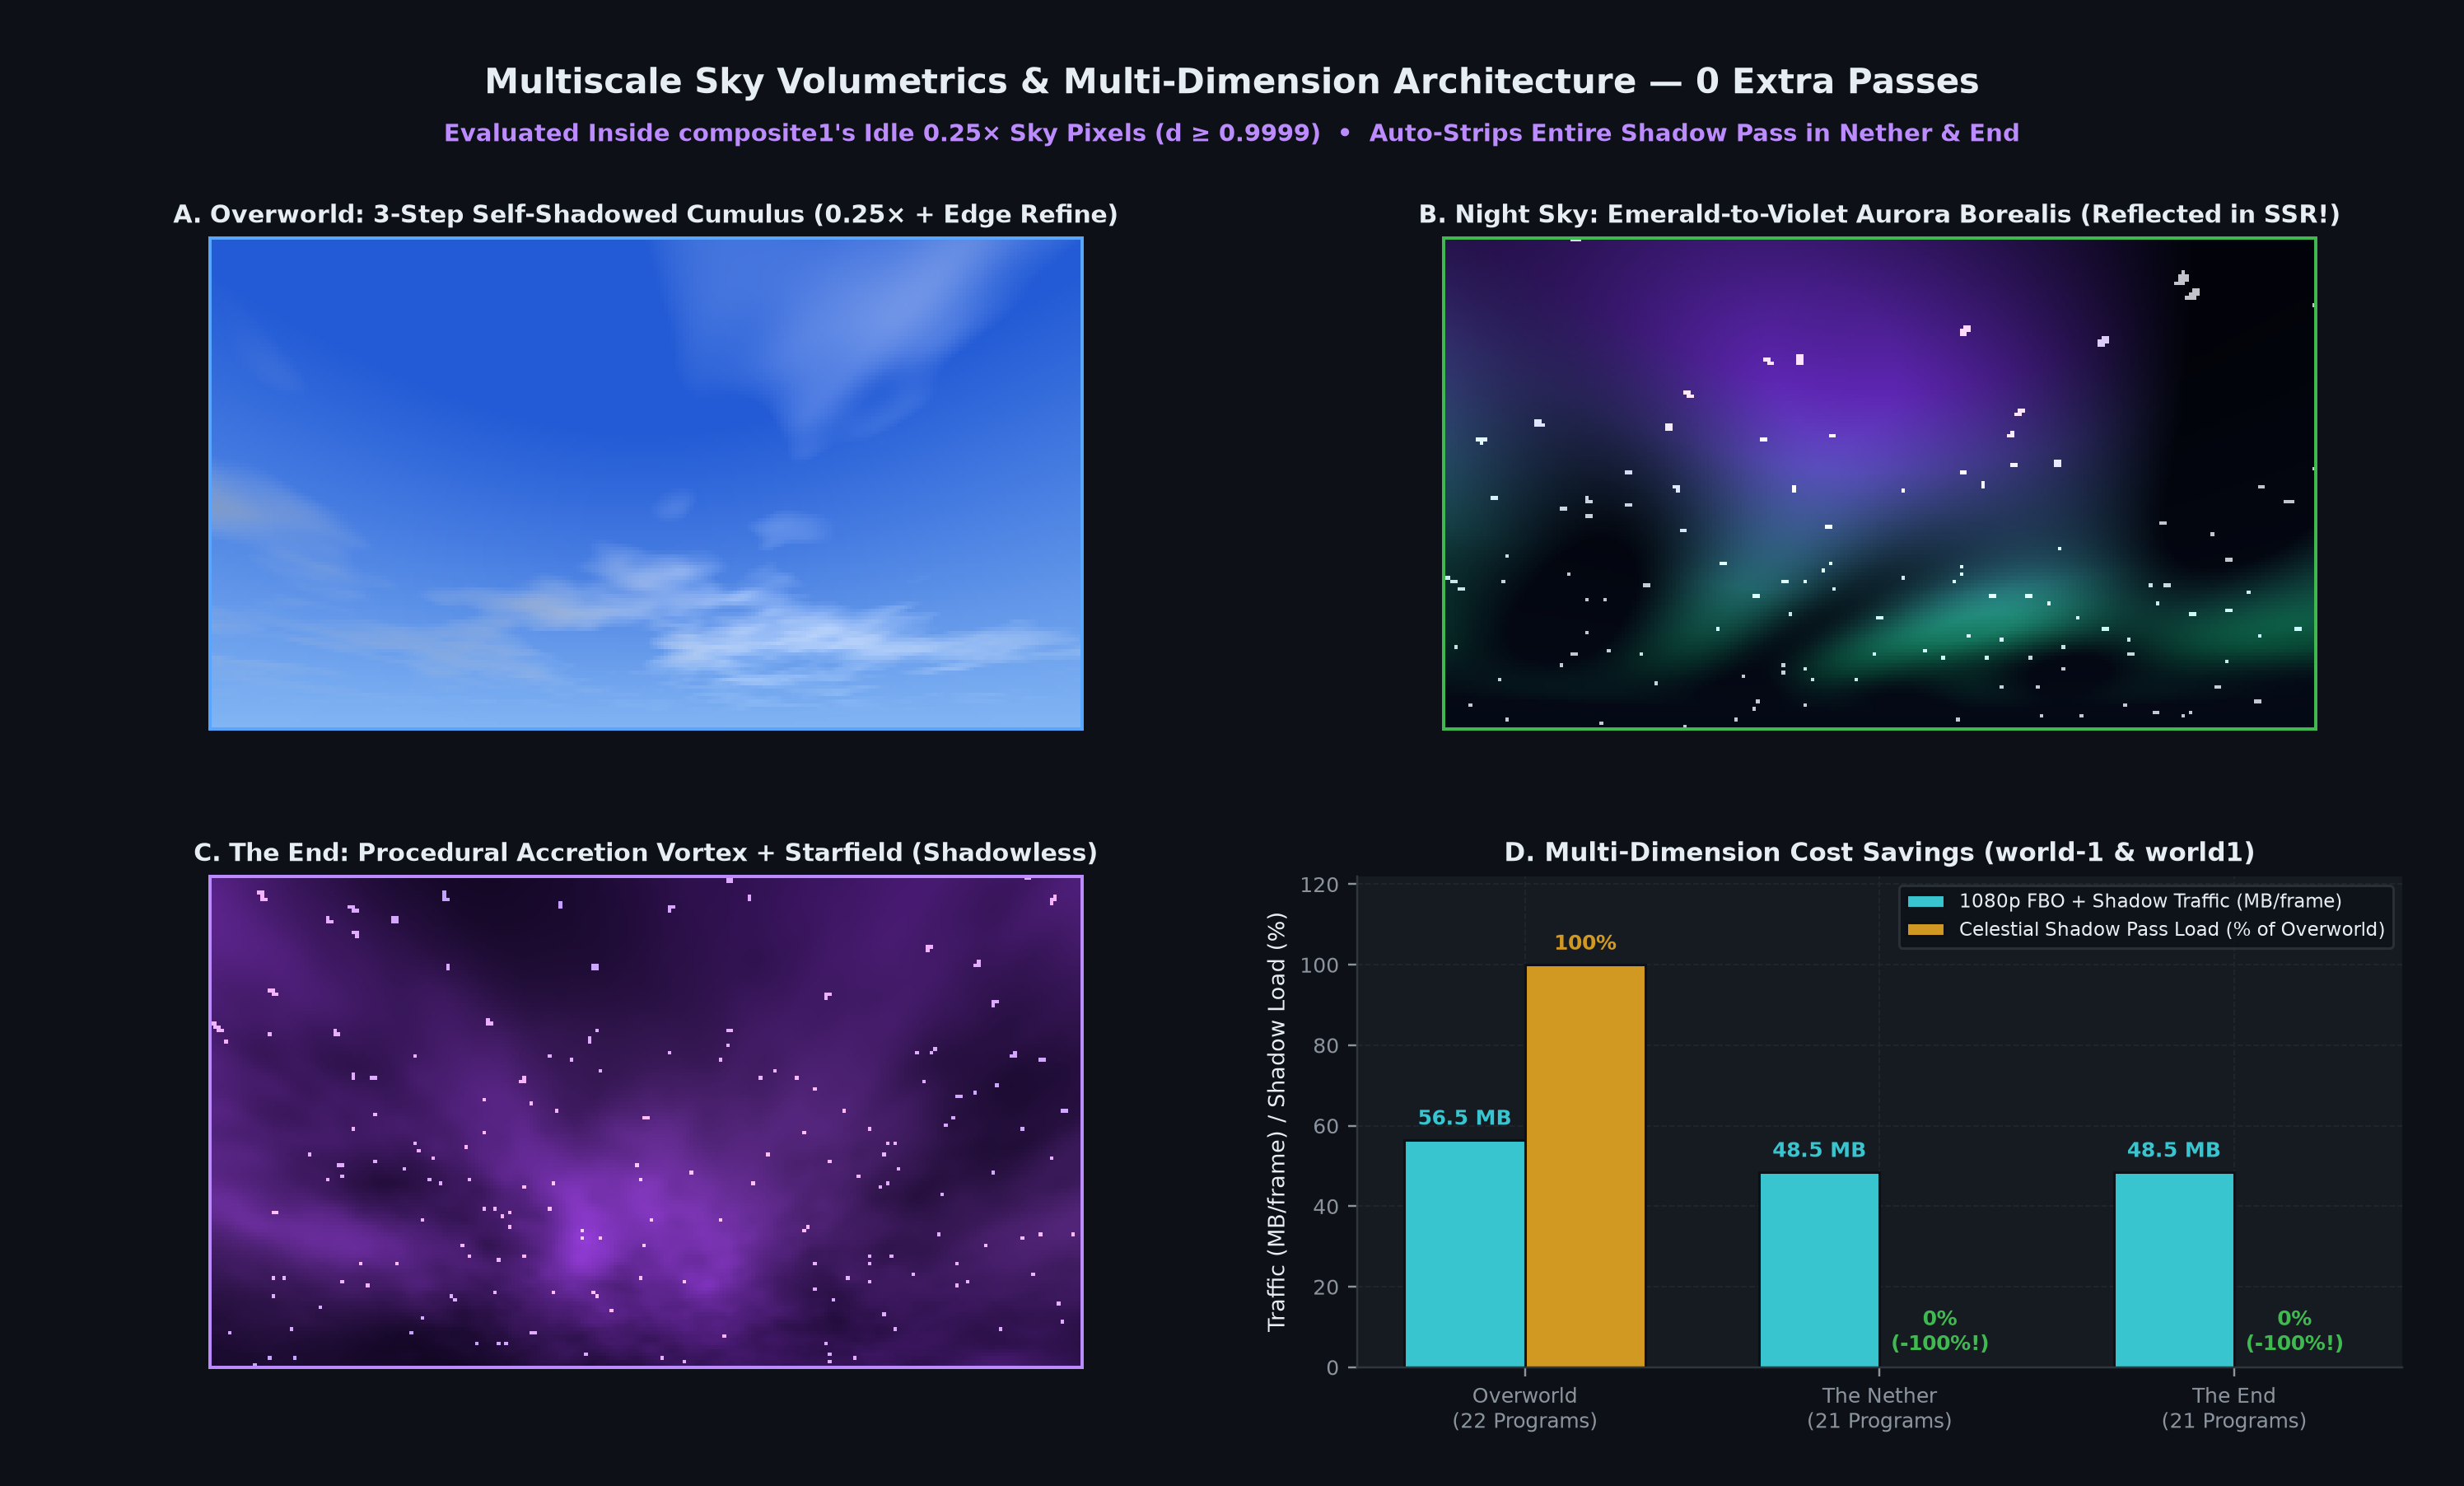 Multiscale Sky Volumetrics & Multi-Dimension Architecture — 0 Extra Passes
Evaluated Inside composite1's Idle 0.25× Sky Pixels (d ≥ 0.9999)  •  Auto-Strips Entire Shadow Pass in Nether & End
A. Overworld: 3-Step Self-Shadowed Cumulus (0.25× + Edge Refine)
B. Night Sky: Emerald-to-Violet Aurora Borealis (Reflected in SSR!)
C. The End: Procedural Accretion Vortex + Starfield (Shadowless)
D. Multi-Dimension Cost Savings (world-1 & world1)
Traffic (MB/frame) / Shadow Load (%)
120
100
80
60
40
20
0
1080p FBO + Shadow Traffic (MB/frame)
Celestial Shadow Pass Load (% of Overworld)
56.5 MB
100%
48.5 MB
0%
(-100%!)
48.5 MB
0%
(-100%!)
Overworld
(22 Programs)
The Nether
(21 Programs)
The End
(21 Programs)